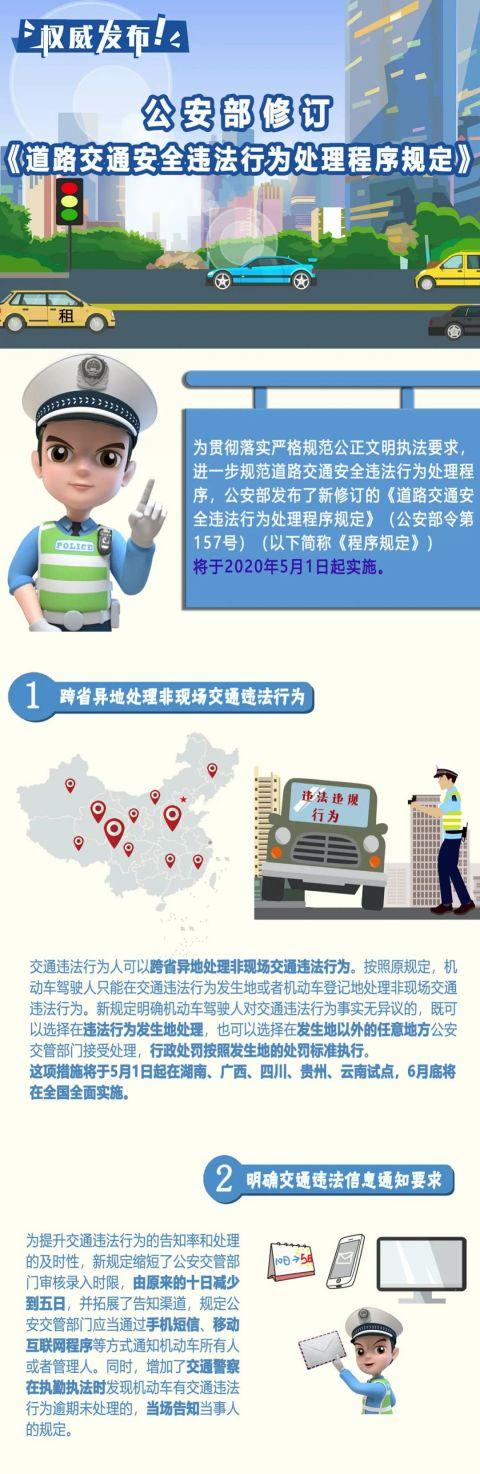 权威发布!
公安部修订
《道路交通安全违法行为处理程序规定》
租
为贯彻落实严格规范公正文明执法要求，
进一步规范道路交通安全违法行为处理程
序，公安部发布了新修订的《道路交通安
全违法行为处理程序规定》（公安部令第
157号）（以下简称《程序规定》）
将于2020年5月1日起实施。
POLICE
1 跨省异地处理非现场交通违法行为
违法违规
行为
交通违法行为人可以跨省异地处理非现场交通违法行为。按照原规定，机
动车驾驶人只能在交通违法行为发生地或者机动车登记地处理非现场交通
违法行为。新规定明确机动车驾驶人对交通违法行为事实无异议的，既可
以选择在违法行为发生地处理，也可以选择在发生地以外的任意地方公安
交管部门接受处理，行政处罚按照发生地的处罚标准执行。
这项措施将于5月1日起在湖南、广西、四川、贵州、云南试点，6月底将
在全国全面实施。
2 明确交通违法信息通知要求
10日→5日
为提升交通违法行为的告知率和处理
的及时性，新规定缩短了公安交管部
门审核录入时限，由原来的十日减少
到五日，并拓展了告知渠道，规定公
安交管部门应当通过手机短信、移动
互联网程序等方式通知机动车所有人
或者管理人。同时，增加了交通警察
在执勤执法时发现机动车有交通违法
行为逾期未处理的，当场告知当事人
的规定。